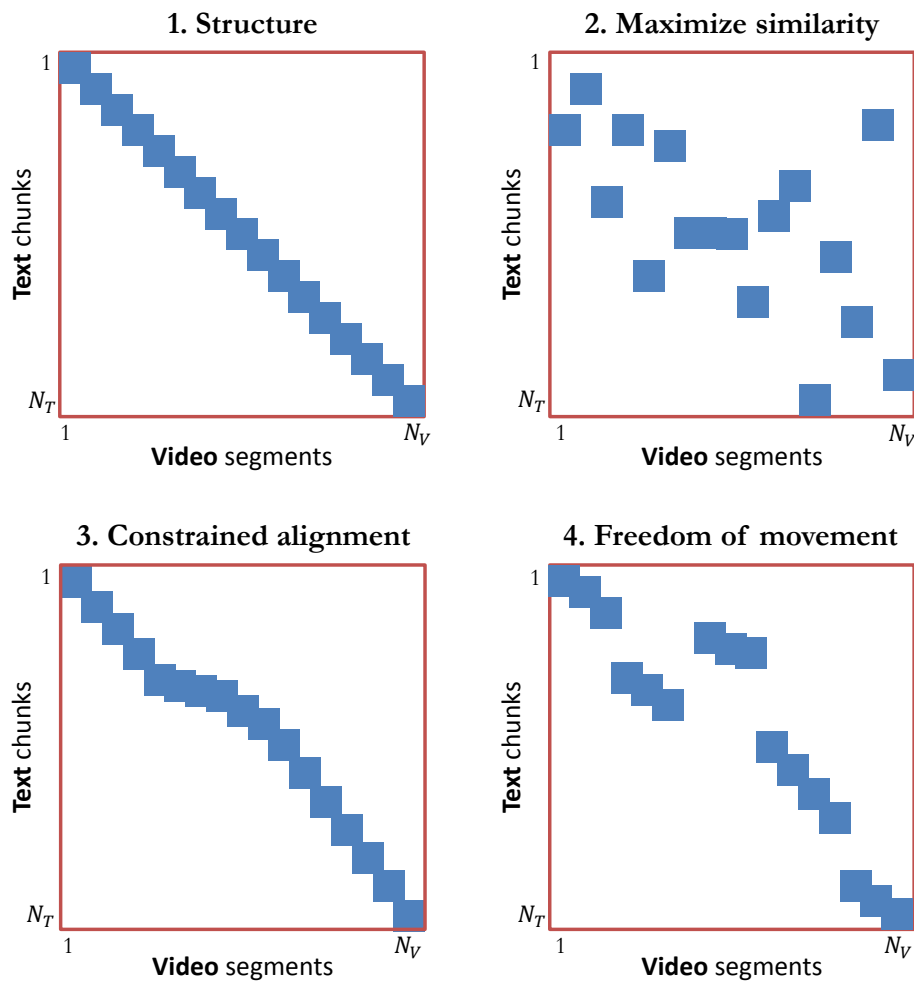 1. Structure
1
Text chunks
N_T
1
N_V
Video segments
2. Maximize similarity
1
Text chunks
N_T
1
N_V
Video segments
3. Constrained alignment
1
Text chunks
N_T
1
N_V
Video segments
4. Freedom of movement
1
Text chunks
N_T
1
N_V
Video segments